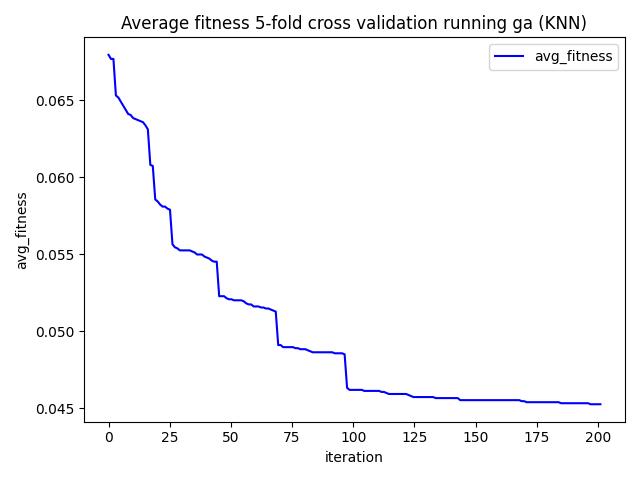 Average fitness 5-fold cross validation running ga (KNN)
avg_fitness
0.065
0.060
0.055
0.050
0.045
avg_fitness
0 25 50 75 100 125 150 175 200
iteration